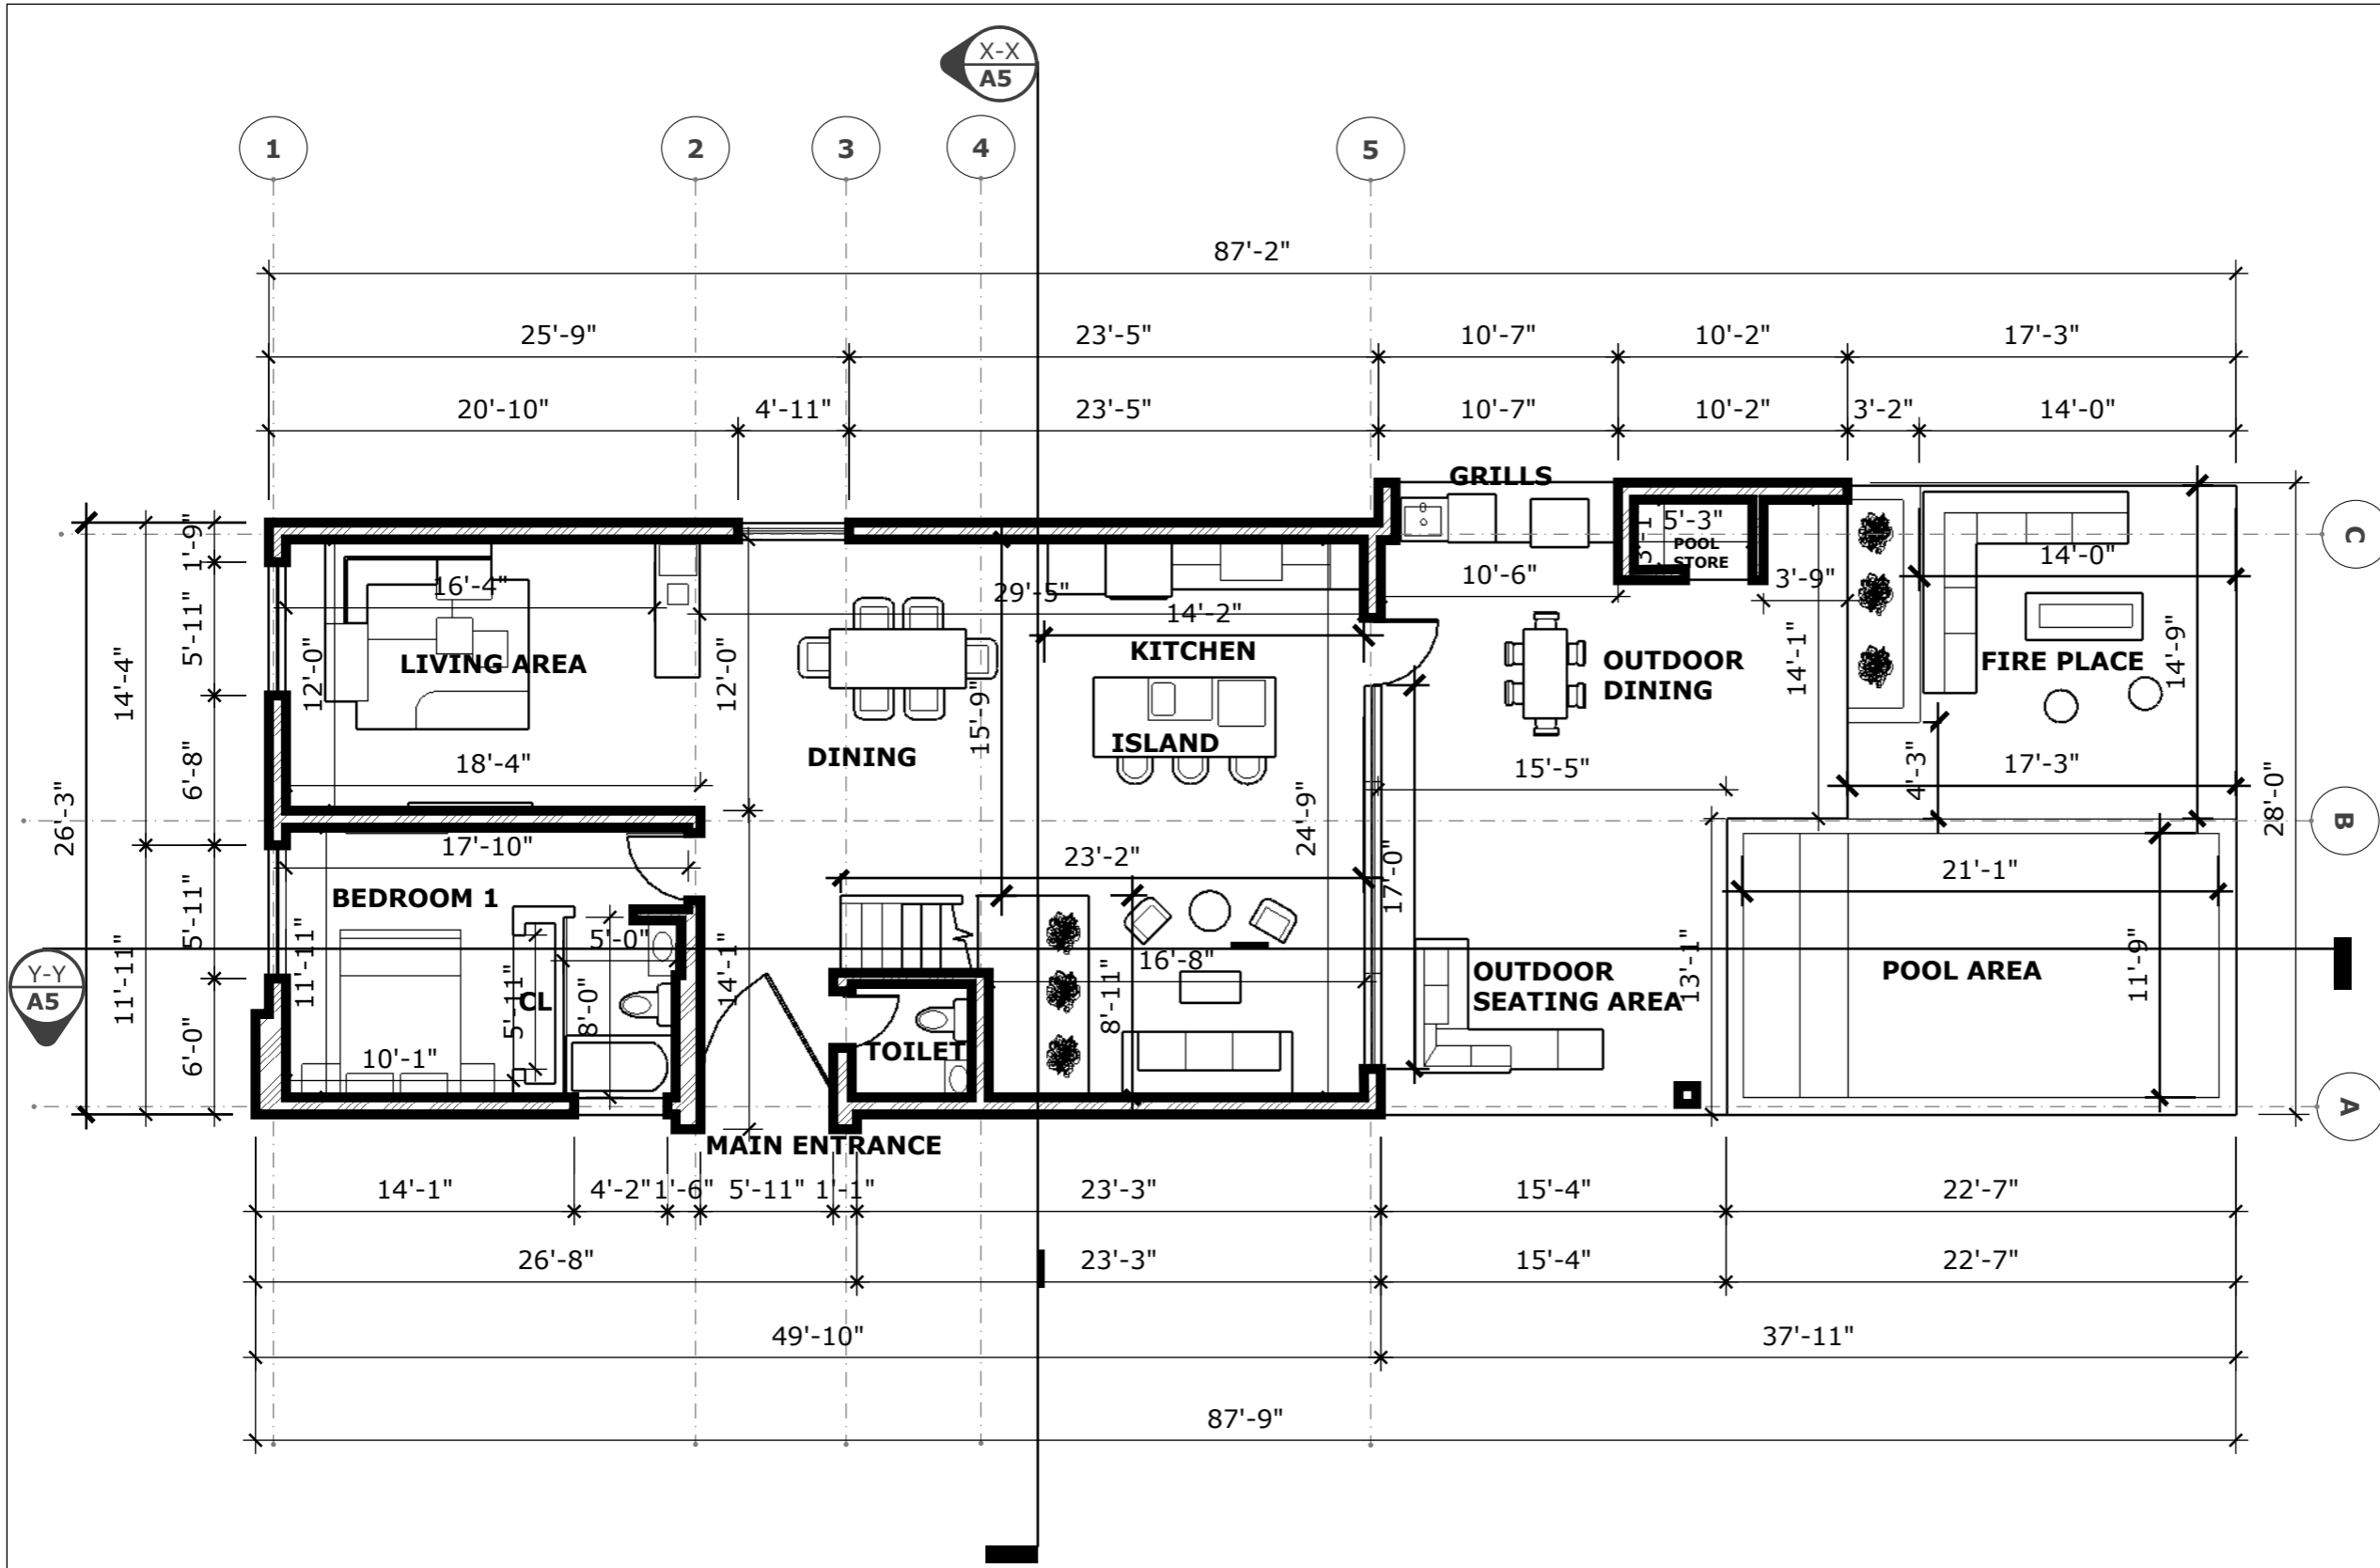 X-X
A5
1
2
3
4
5
87'-2"
25'-9" 23'-5" 10'-7" 10'-2" 17'-3"
20'-10" 4'-11" 23'-5" 10'-7" 10'-2" 3'-2" 14'-0"
GRILLS
C
1'-9"
5'-3"
POOL
STORE
14'-0"
16'-4"
29'-5"
10'-6"
3'-9"
14'-2"
5'-11"
14'-4"
12'-0"
LIVING AREA
12'-0"
KITCHEN
OUTDOOR
DINING
14'-1"
FIRE PLACE
14'-9"
15'-9"
ISLAND
DINING
6'-8"
18'-4"
15'-5"
4'-3"
17'-3"
26'-3"
24'-9"
28'-0"
B
17'-10"
23'-2"
17'-0"
21'-1"
BEDROOM 1
5'-11"
11'-11"
11'-11"
5'-0"
Y-Y
A5
14'-1"
16'-8"
OUTDOOR
SEATING AREA
13'-1"
POOL AREA
11'-9"
5'-11"
CL
8'-0"
8'-11"
6'-0"
10'-1"
TOILET
A
MAIN ENTRANCE
14'-1" 4'-2" 1'-6" 5'-11" 1'-1" 23'-3" 15'-4" 22'-7"
26'-8" 23'-3" 15'-4" 22'-7"
49'-10" 37'-11"
87'-9"